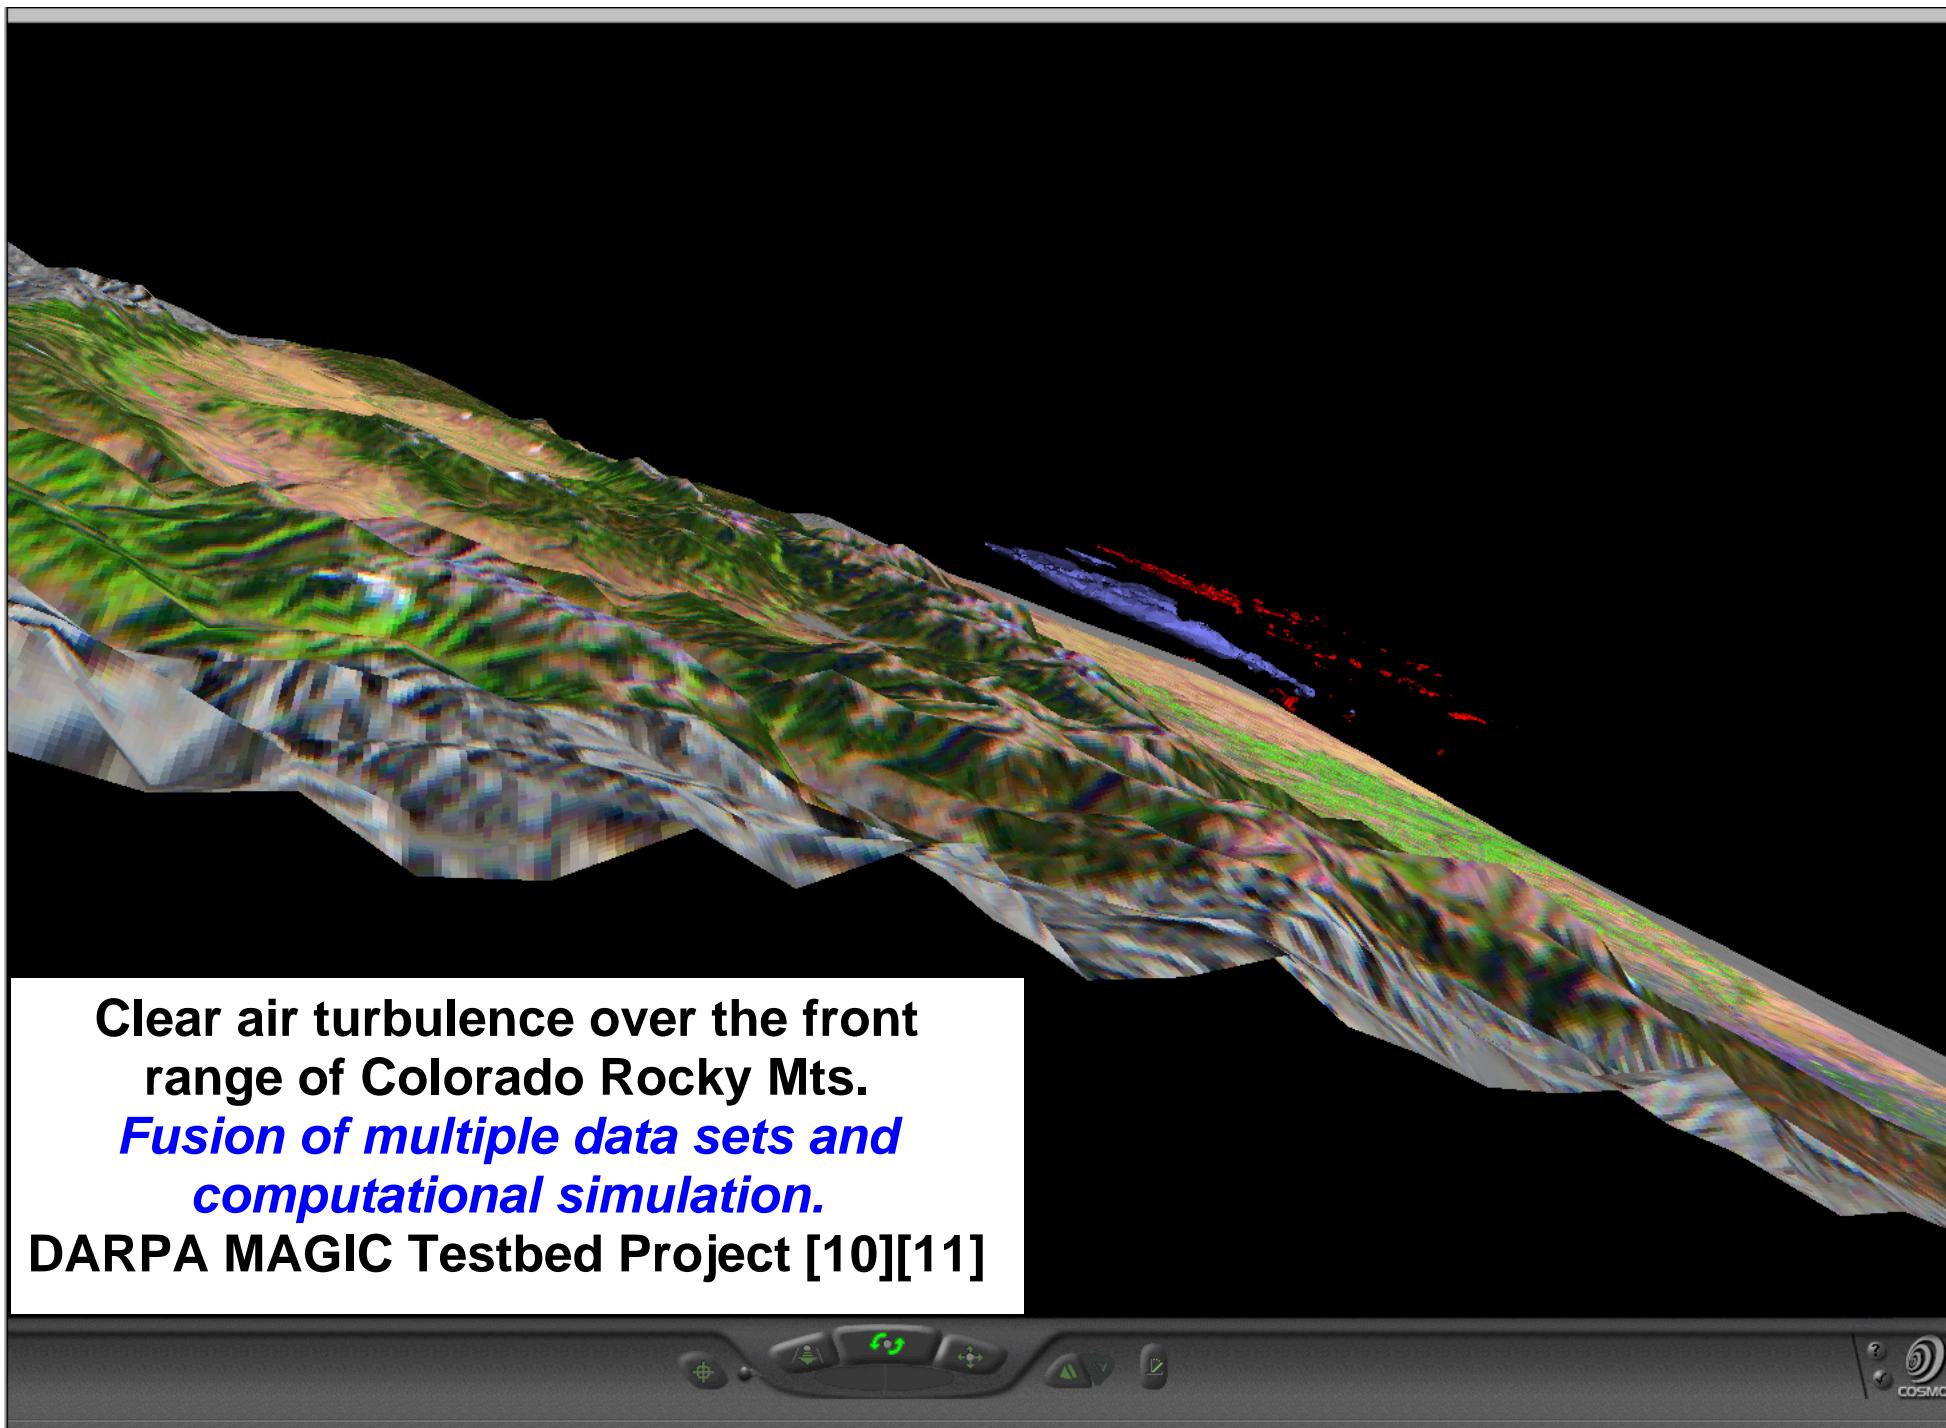 Clear air turbulence over the front
range of Colorado Rocky Mts.
Fusion of multiple data sets and
computational simulation.
DARPA MAGIC Testbed Project [10][11]
?
COSMO